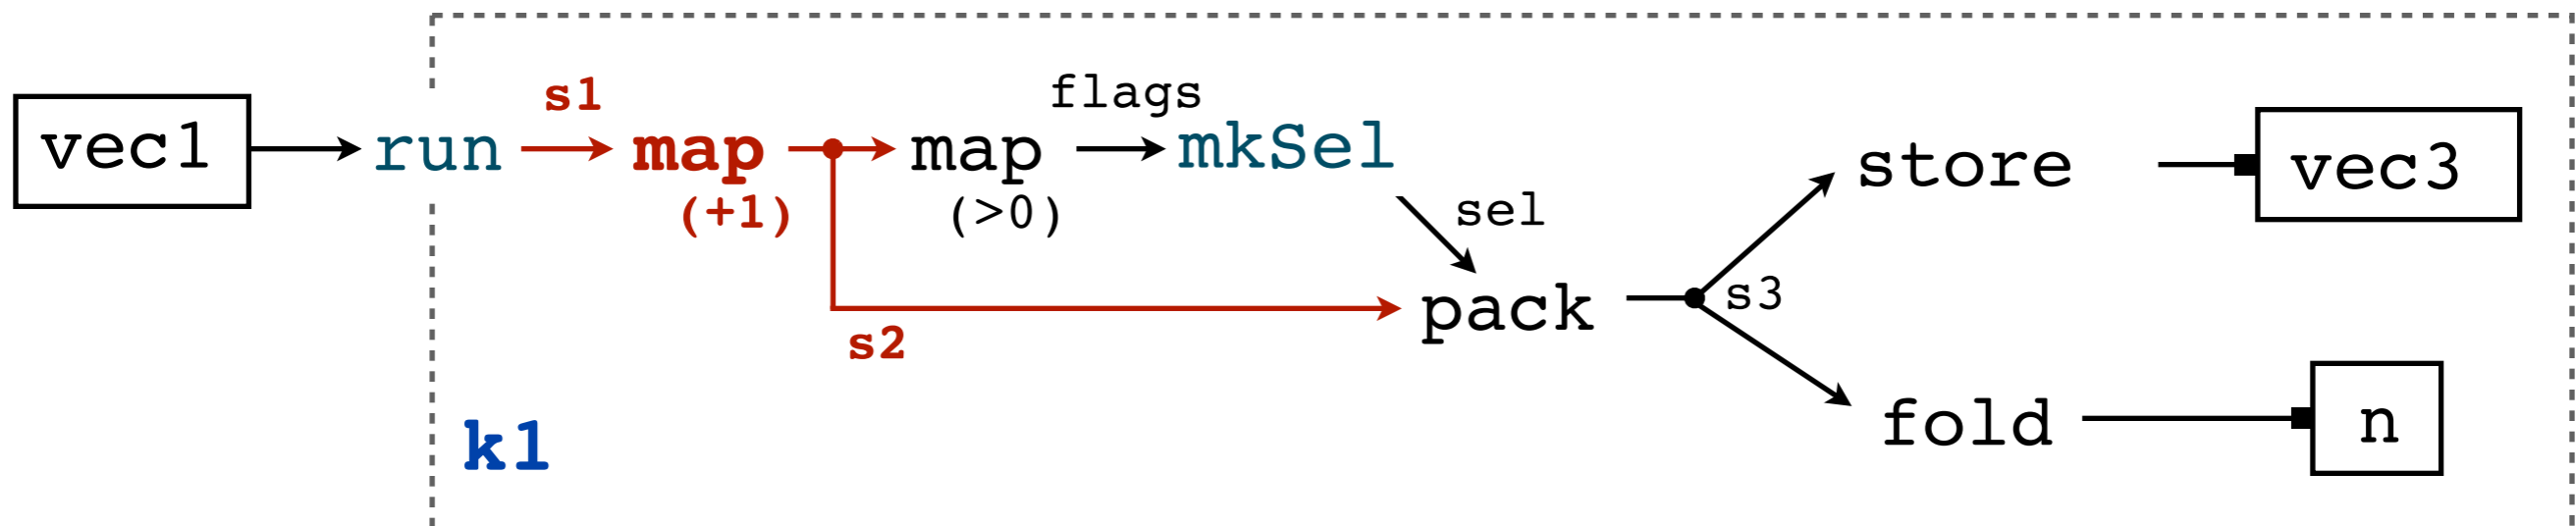 s1
flags
vec1
run
map
map
mkSel
store
vec3
(+1)
(>0)
sel
s2
pack
s3
k1
fold
n